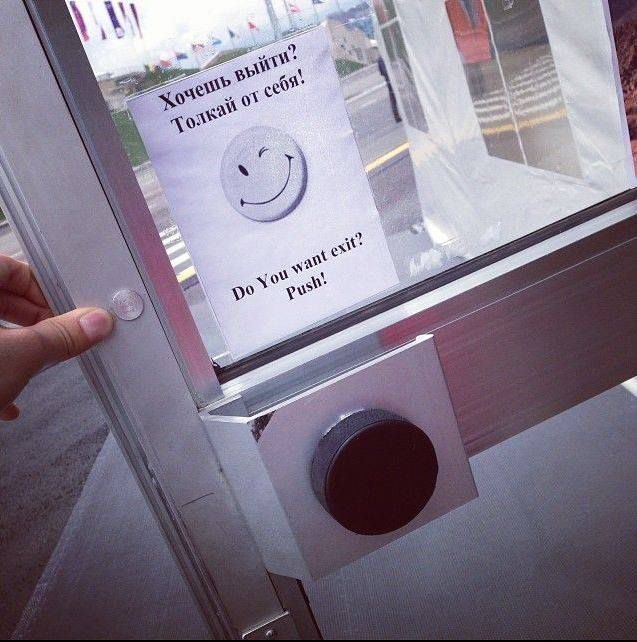 Хочешь выйти?
Толкай от себя!
Do You want exit?
Push!